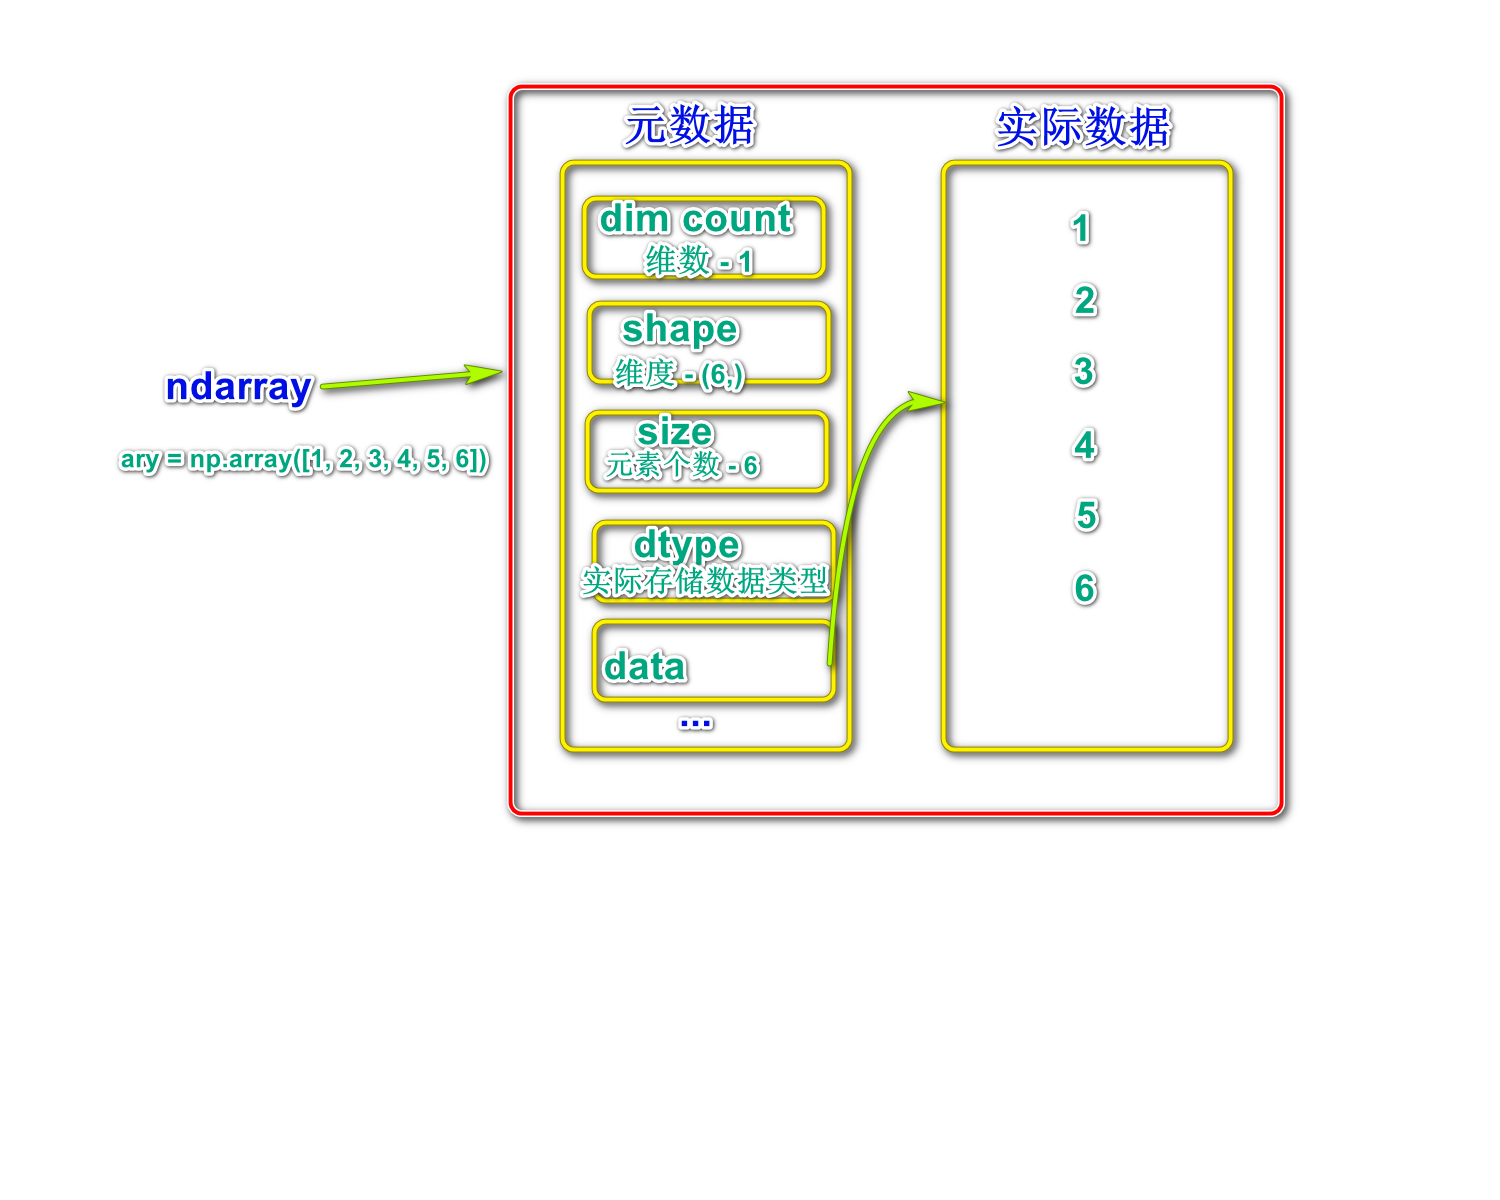 ndarray
ary = np.array([1, 2, 3, 4, 5, 6])
元数据
dim count
维数 - 1
shape
维度 - (6,)
size
元素个数 - 6
dtype
实际存储数据类型
data
...
实际数据
1
2
3
4
5
6